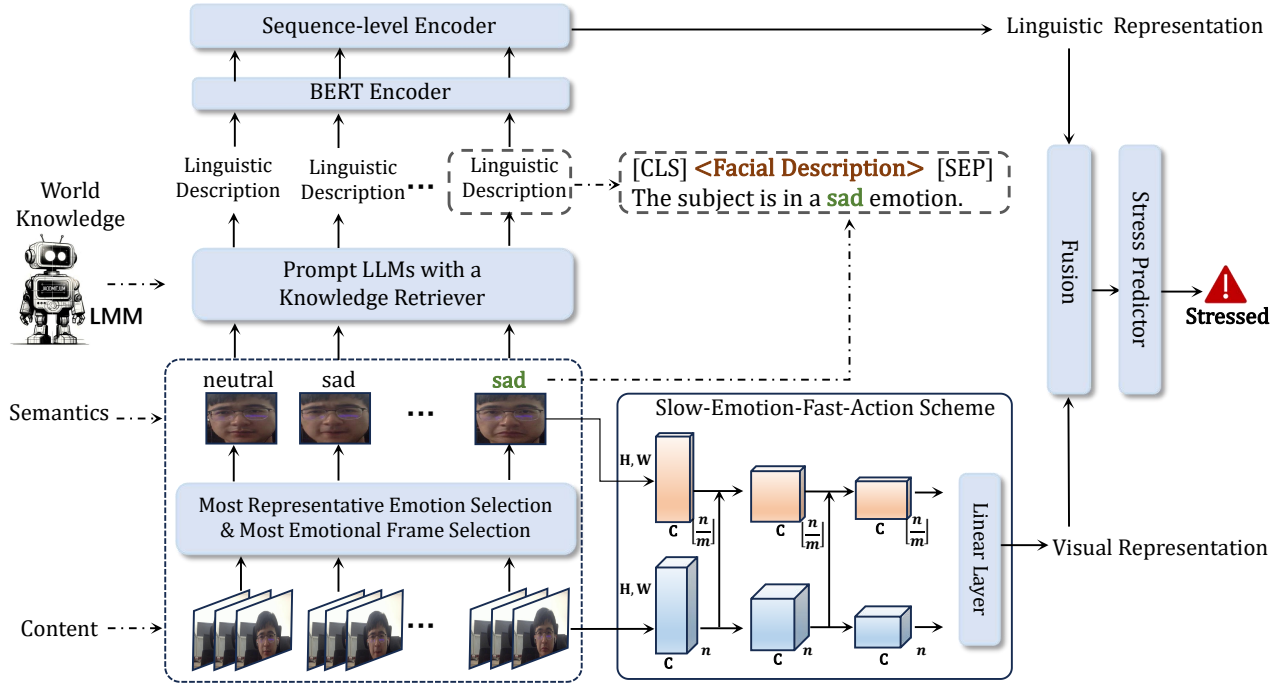 Sequence-level Encoder
Linguistic Representation
BERT Encoder
Linguistic
Description
Linguistic
Description
...
Linguistic
Description
[CLS] <Facial Description> [SEP]
The subject is in a sad emotion.
World
Knowledge
LMM
Prompt LLMs with a
Knowledge Retriever
Fusion
Stress Predictor
Stressed
neutral
sad
...
sad
Semantics
Most Representative Emotion Selection
& Most Emotional Frame Selection
Content
...
Slow-Emotion-Fast-Action Scheme
H, W
C
⌊n/m⌋
C
⌊n/m⌋
C
⌊n/m⌋
H, W
C
n
C
n
C
n
Linear Layer
Visual Representation